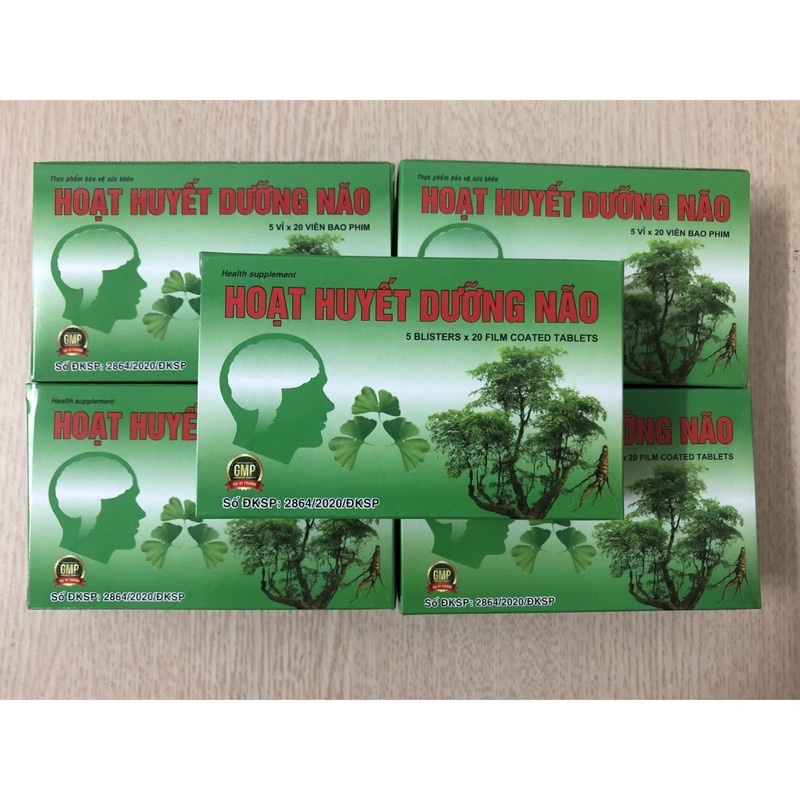 Thực phẩm bảo vệ sức khỏe
HOẠT HUYẾT DƯỠNG NÃO
5 VỈ x 20 VIÊN BAO PHIM
GMP
Số ĐKSP: 2864/2020/ĐKSP
Thực phẩm bảo vệ sức khỏe
HOẠT HUYẾT DƯỠNG NÃO
5 VỈ x 20 VIÊN BAO PHIM
Health supplement
HOẠT HUYẾT DƯỠNG NÃO
5 BLISTERS x 20 FILM COATED TABLETS
GMP
Số ĐKSP: 2864/2020/ĐKSP
Health supplement
HOẠT HUYẾ
GMP
Số ĐKSP: 2864/2020/ĐKSP
ỠNG NÃO
x 20 FILM COATED TABLETS
GMP
Số ĐKSP: 2864/2020/ĐKSP